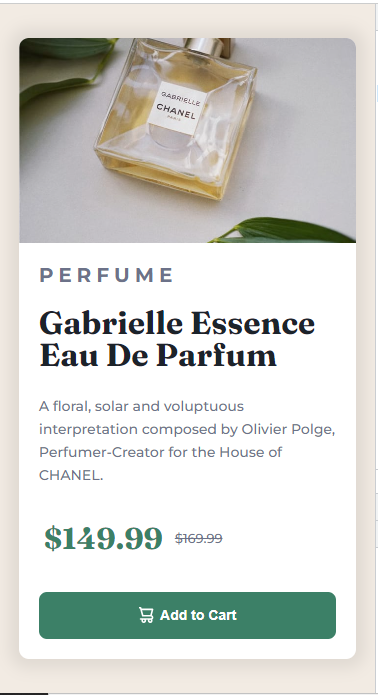 GABRIELLE
CHANEL
PARIS
PERFUME
Gabrielle Essence
Eau De Parfum
A floral, solar and voluptuous
interpretation composed by Olivier Polge,
Perfumer-Creator for the House of
CHANEL.
$149.99 $169.99
Add to Cart